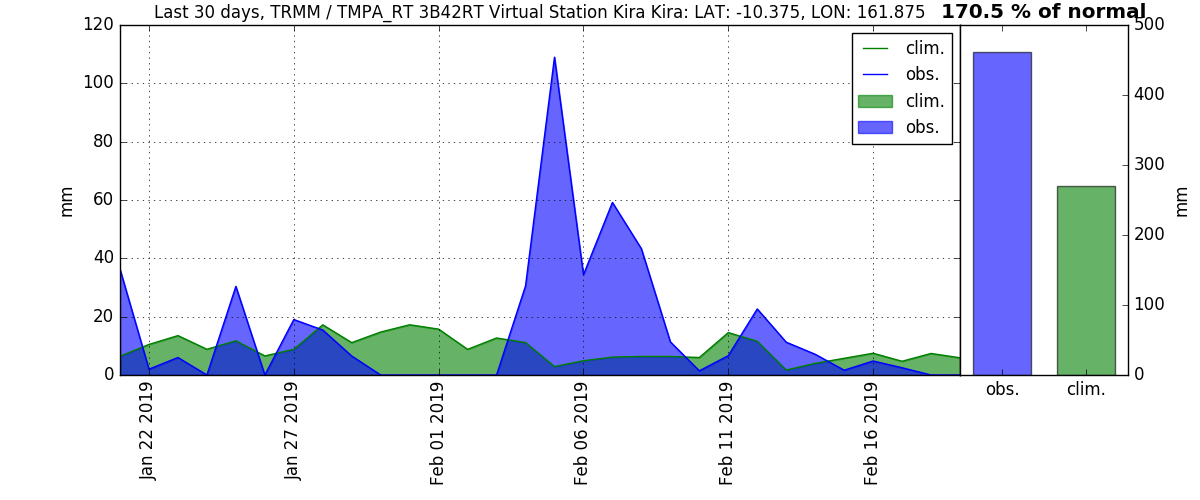 Last 30 days, TRMM / TMPA_RT 3B42RT Virtual Station Kira Kira: LAT: -10.375, LON: 161.875
170.5 % of normal
120
100
80
60
40
20
0
mm
clim.
obs.
clim.
obs.
Jan 22 2019
Jan 27 2019
Feb 01 2019
Feb 06 2019
Feb 11 2019
Feb 16 2019
500
400
300
200
100
0
mm
obs.
clim.